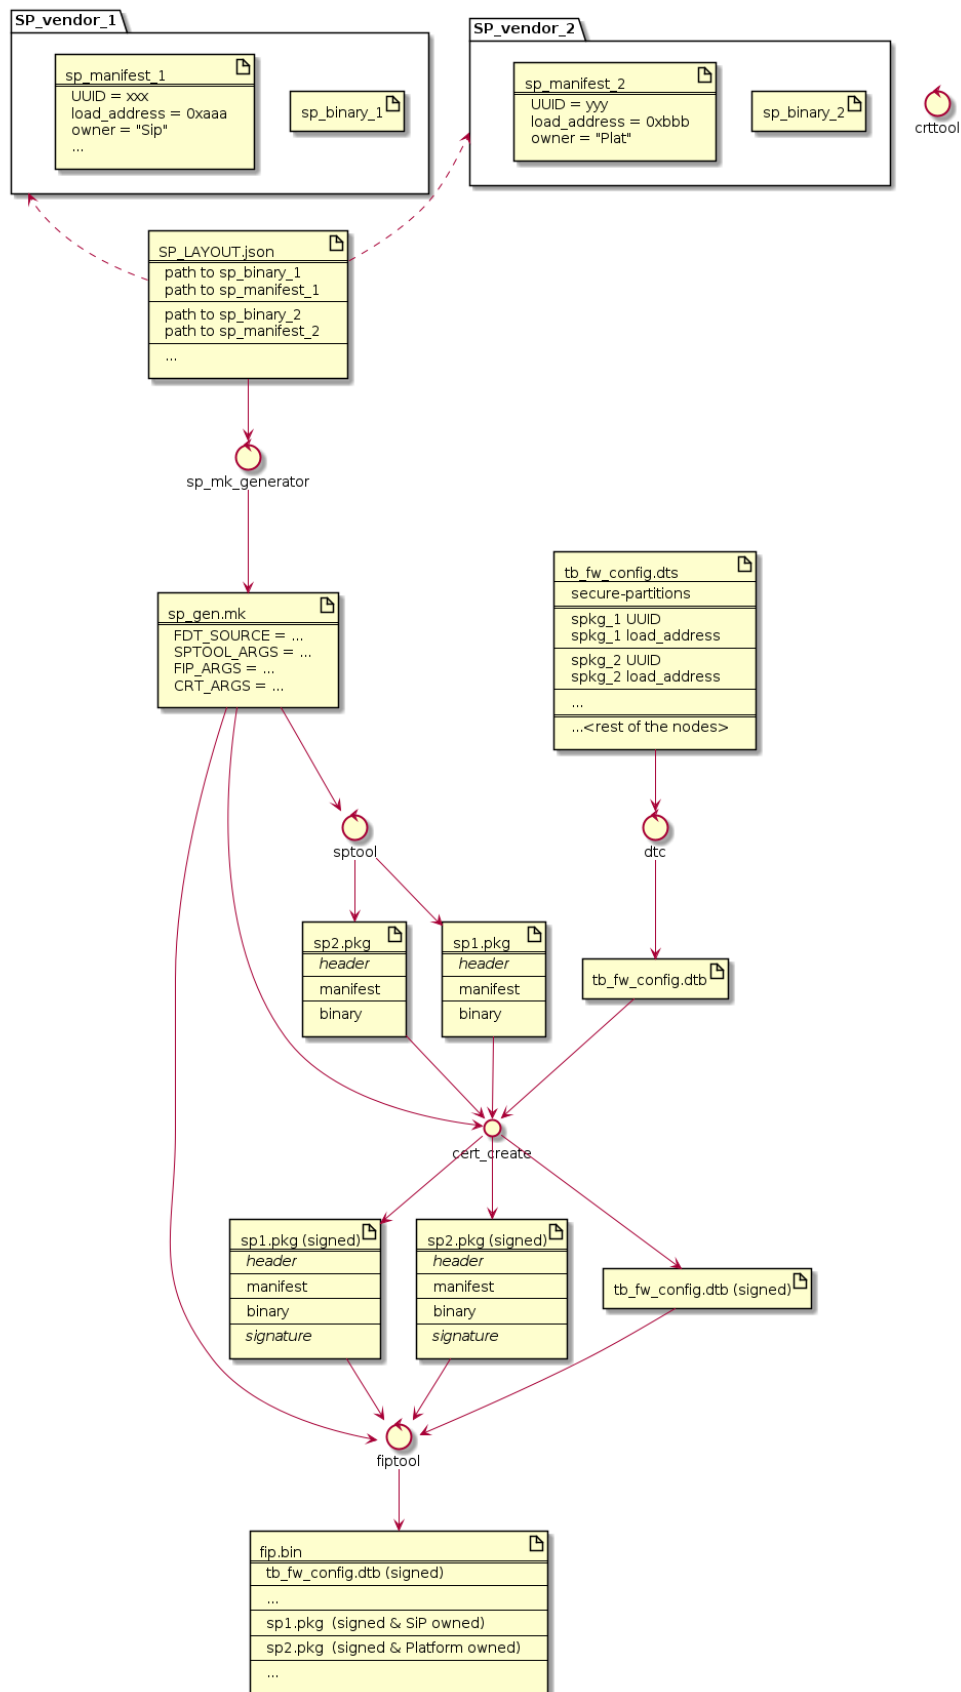 SP_vendor_1
sp_manifest_1
UUID = xxx
load_address = 0xaaa
owner = "Sip"
...
sp_binary_1
SP_vendor_2
sp_manifest_2
UUID = yyy
load_address = 0xbbb
owner = "Plat"
sp_binary_2
crttool
SP_LAYOUT.json
path to sp_binary_1
path to sp_manifest_1
path to sp_binary_2
path to sp_manifest_2
...
sp_mk_generator
sp_gen.mk
FDT_SOURCE = ...
SPTOOL_ARGS = ...
FIP_ARGS = ...
CRT_ARGS = ...
tb_fw_config.dts
secure-partitions
spkg_1 UUID
spkg_1 load_address
spkg_2 UUID
spkg_2 load_address
...
...<rest of the nodes>
sptool
dtc
sp2.pkg
header
manifest
binary
sp1.pkg
header
manifest
binary
tb_fw_config.dtb
cert_create
sp1.pkg (signed)
header
manifest
binary
signature
sp2.pkg (signed)
header
manifest
binary
signature
tb_fw_config.dtb (signed)
fiptool
fip.bin
tb_fw_config.dtb (signed)
...
sp1.pkg (signed & SiP owned)
sp2.pkg (signed & Platform owned)
...